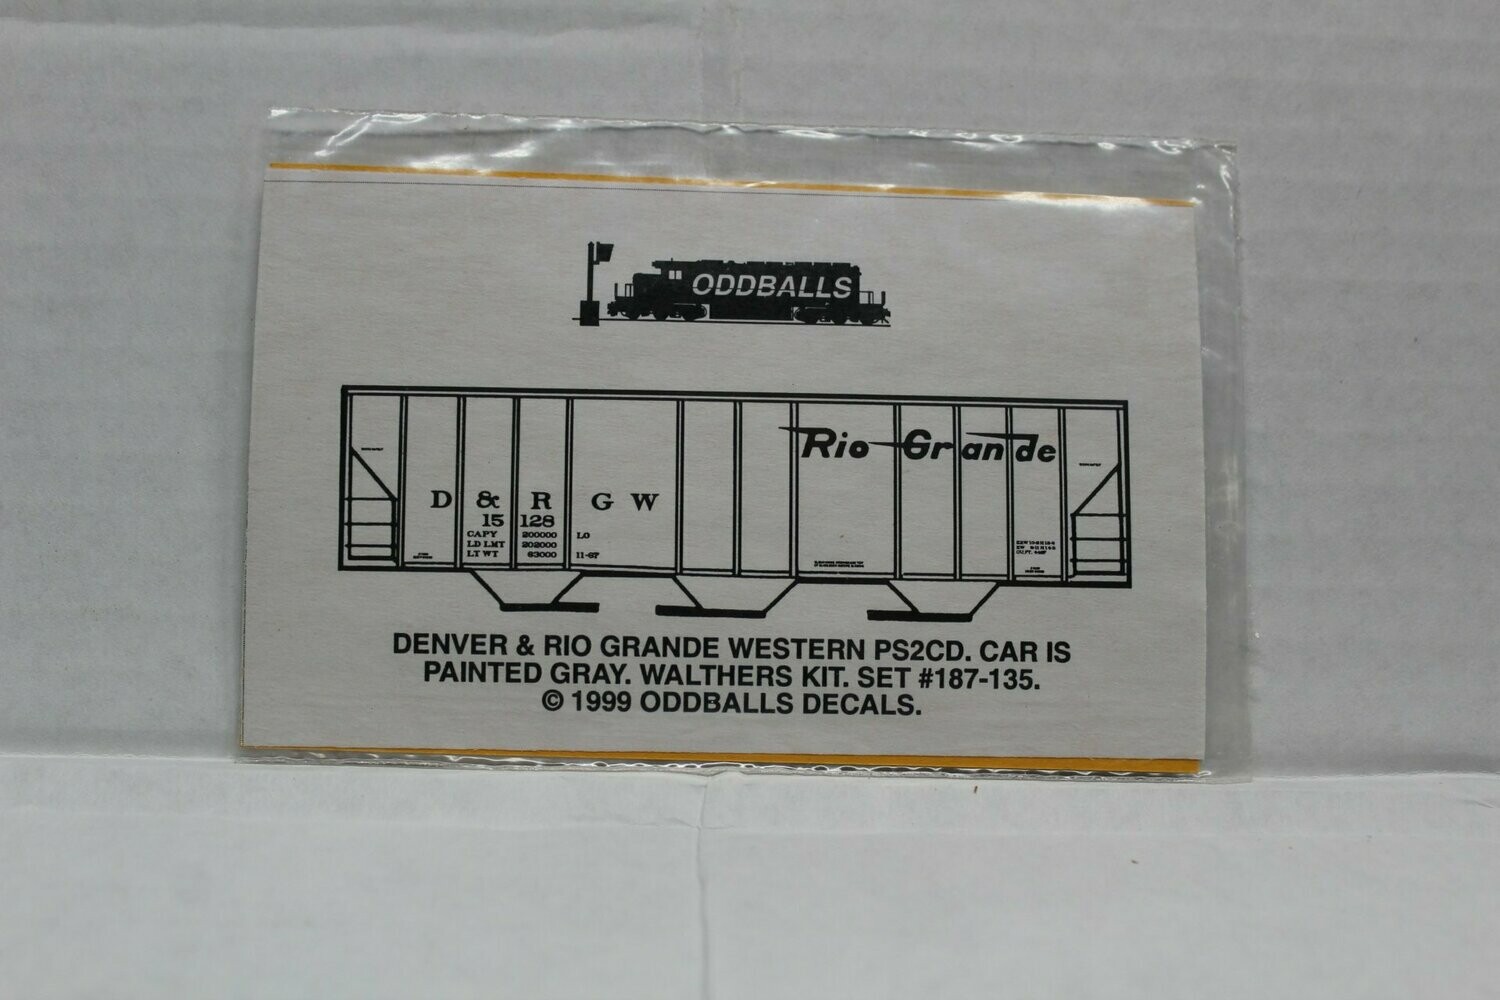 ODDBALLS
Rio Grande
D & R G W
15 128
CAPY 200000 LO
LD LMT 202000
LT WT 63000 11-67
DENVER & RIO GRANDE WESTERN PS2CD. CAR IS
PAINTED GRAY. WALTHERS KIT. SET #187-135.
© 1999 ODDBALLS DECALS.